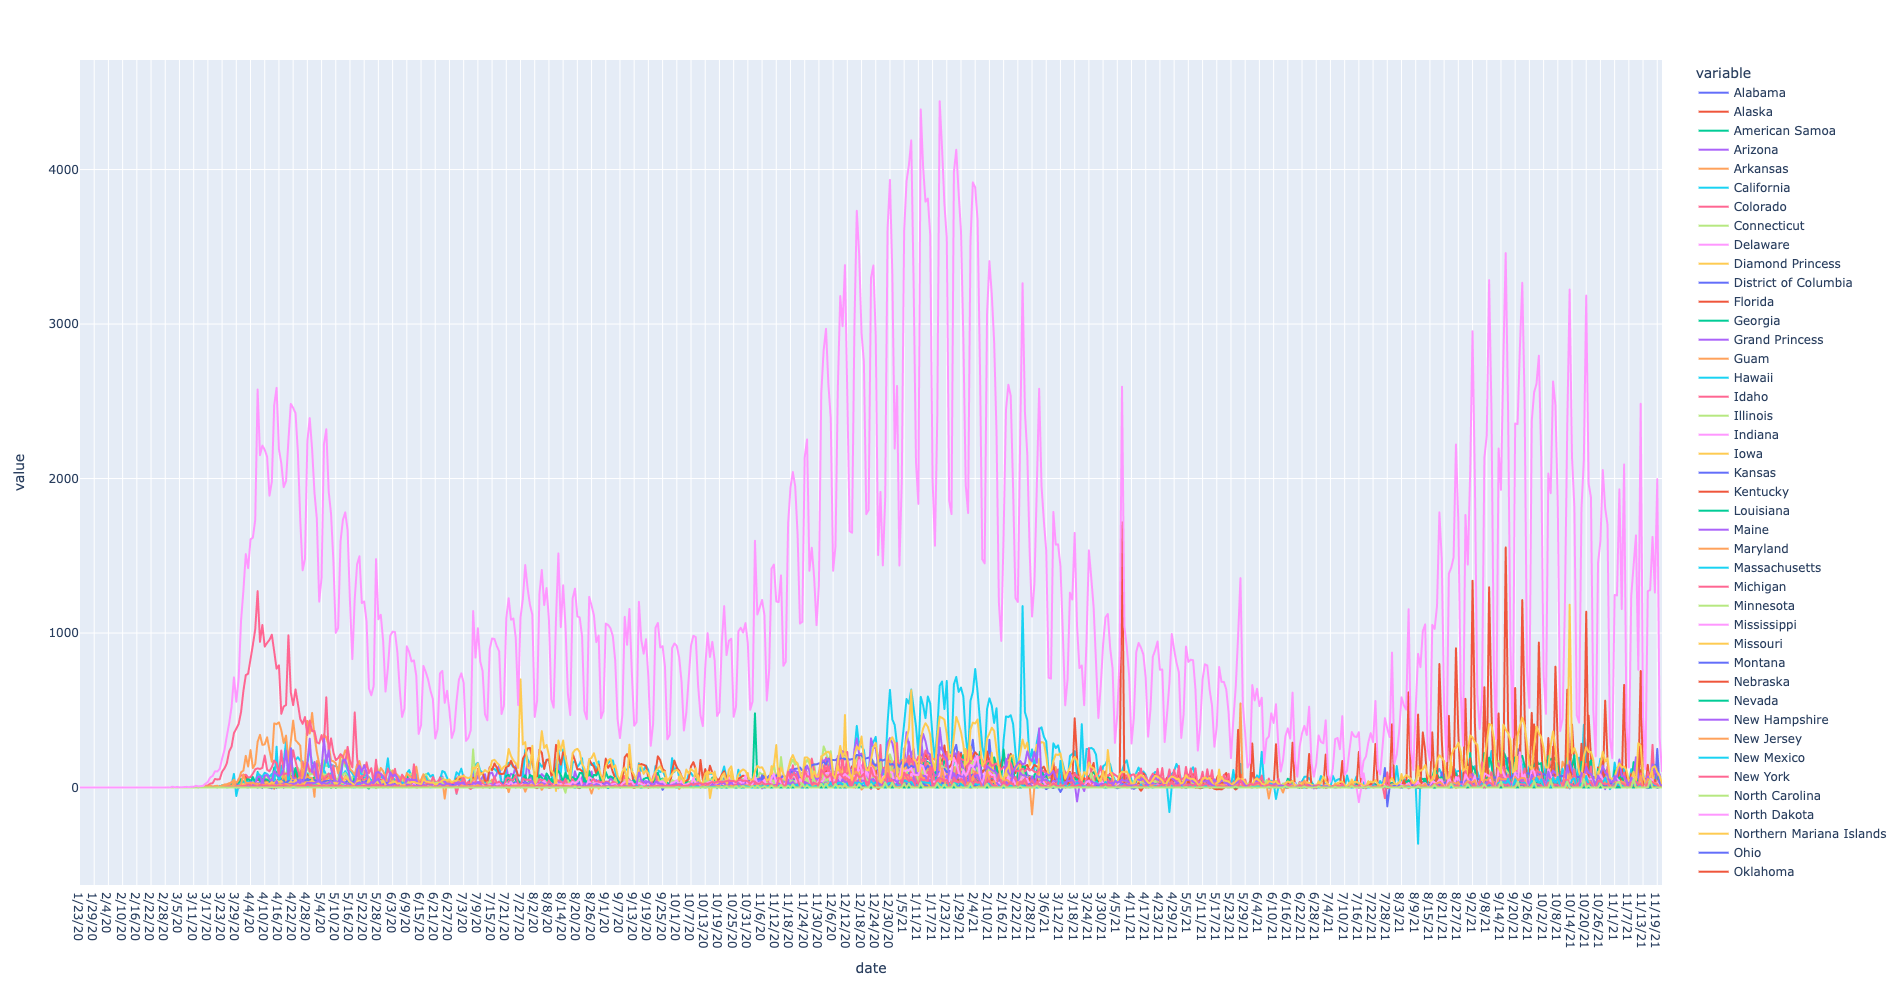 4000
3000
2000
1000
0
value
1/23/20
1/29/20
2/4/20
2/10/20
2/16/20
2/22/20
2/28/20
3/5/20
3/11/20
3/17/20
3/23/20
3/29/20
4/4/20
4/10/20
4/16/20
4/22/20
4/28/20
5/4/20
5/10/20
5/16/20
5/22/20
5/28/20
6/3/20
6/9/20
6/15/20
6/21/20
6/27/20
7/3/20
7/9/20
7/15/20
7/21/20
7/27/20
8/2/20
8/8/20
8/14/20
8/20/20
8/26/20
9/1/20
9/7/20
9/13/20
9/19/20
9/25/20
10/1/20
10/7/20
10/13/20
10/19/20
10/25/20
10/31/20
11/6/20
11/12/20
11/18/20
11/24/20
11/30/20
12/6/20
12/12/20
12/18/20
12/24/20
12/30/20
1/5/21
1/11/21
1/17/21
1/23/21
1/29/21
2/4/21
2/10/21
2/16/21
2/22/21
2/28/21
3/6/21
3/12/21
3/18/21
3/24/21
3/30/21
4/5/21
4/11/21
4/17/21
4/23/21
4/29/21
5/5/21
5/11/21
5/17/21
5/23/21
5/29/21
6/4/21
6/10/21
6/16/21
6/22/21
6/28/21
7/4/21
7/10/21
7/16/21
7/22/21
7/28/21
8/3/21
8/9/21
8/15/21
8/21/21
8/27/21
9/2/21
9/8/21
9/14/21
9/20/21
9/26/21
10/2/21
10/8/21
10/14/21
10/20/21
10/26/21
11/1/21
11/7/21
11/13/21
11/19/21
date
variable
Alabama
Alaska
American Samoa
Arizona
Arkansas
California
Colorado
Connecticut
Delaware
Diamond Princess
District of Columbia
Florida
Georgia
Grand Princess
Guam
Hawaii
Idaho
Illinois
Indiana
Iowa
Kansas
Kentucky
Louisiana
Maine
Maryland
Massachusetts
Michigan
Minnesota
Mississippi
Missouri
Montana
Nebraska
Nevada
New Hampshire
New Jersey
New Mexico
New York
North Carolina
North Dakota
Northern Mariana Islands
Ohio
Oklahoma